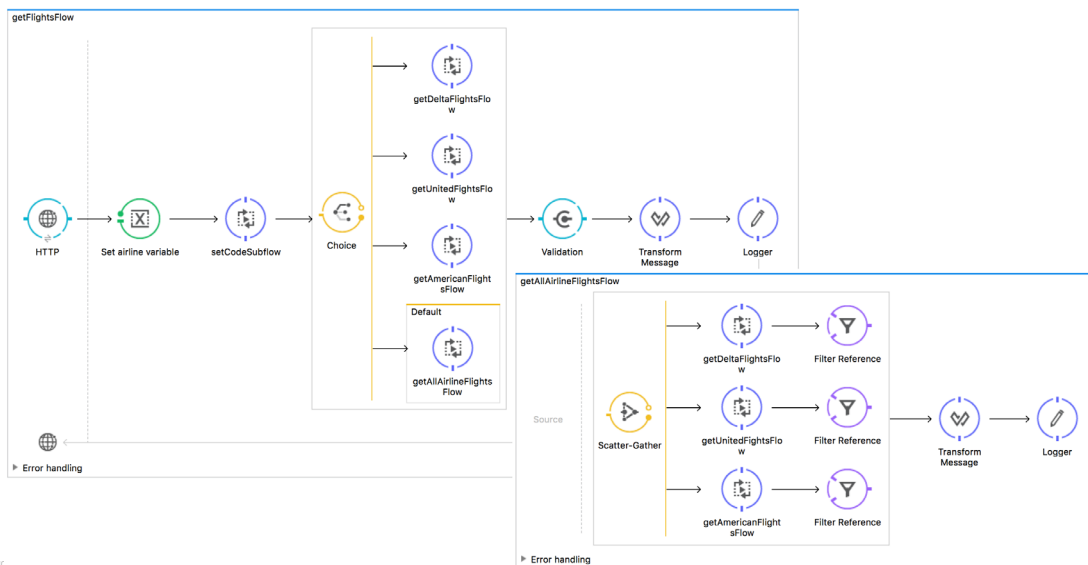 getFlightsFlow
getDeltaFlightsFlo
w
getUnitedFightsFlo
w
HTTP
Set airline variable
setCodeSubflow
Choice
getAmericanFlight
sFlow
Default
getAllAirlineFlights
Flow
Validation
Transform
Message
Logger
Error handling
getAllAirlineFlightsFlow
Source
Scatter-Gather
getDeltaFlightsFlo
w
Filter Reference
getUnitedFightsFlo
w
Filter Reference
getAmericanFlight
sFlow
Filter Reference
Transform
Message
Logger
Error handling